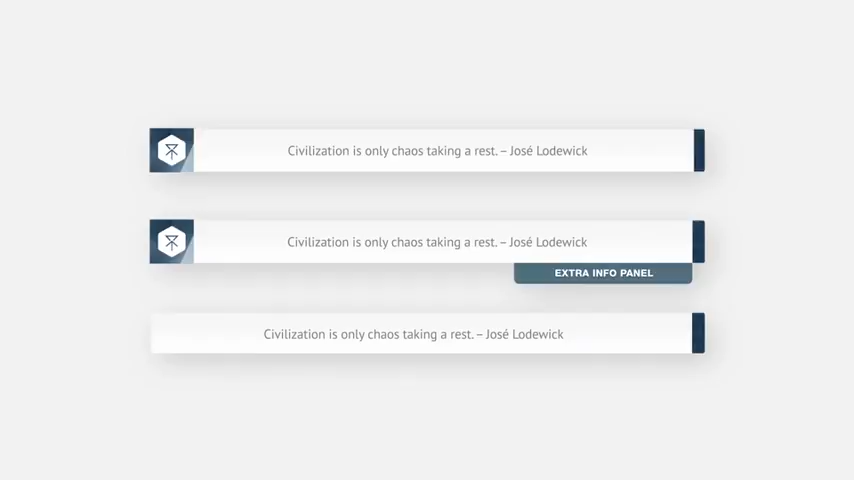 Civilization is only chaos taking a rest. – José Lodewick
Civilization is only chaos taking a rest. – José Lodewick
EXTRA INFO PANEL
Civilization is only chaos taking a rest. – José Lodewick